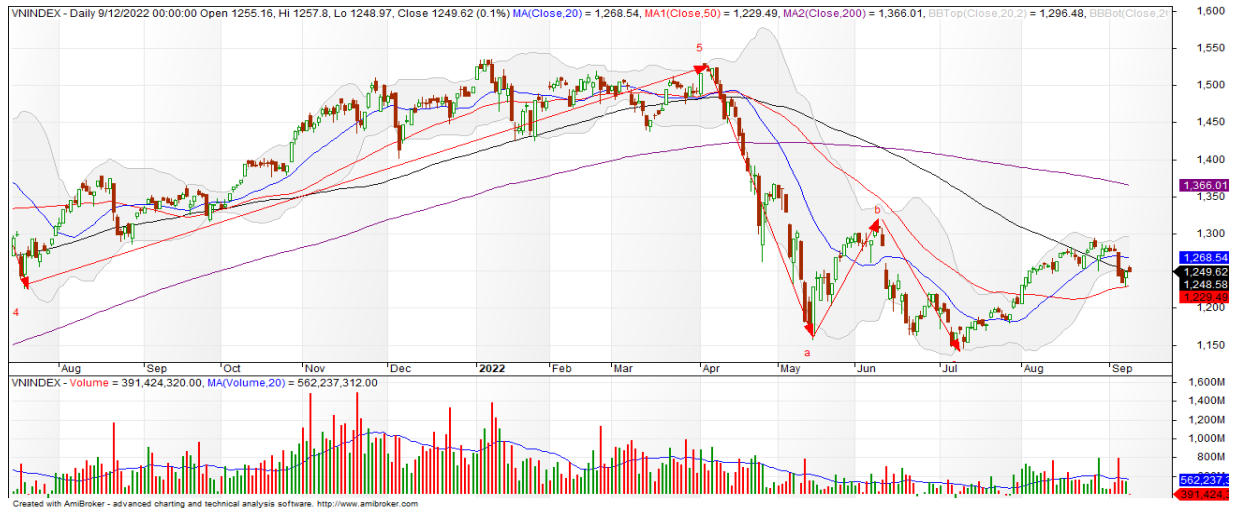 VNINDEX - Daily 9/12/2022 00:00:00 Open 1255.16, Hi 1257.8, Lo 1248.97, Close 1249.62 (0.1%) MA(Close,20) = 1,268.54, MA1(Close,50) = 1,229.49, MA2(Close,200) = 1,366.01, BBTop(Close,20,2) = 1,296.48, BBBot(Close,20
1,600
1,550
5
1,500
1,450
1,400
1,366.01
1,350
b
1,300
4
1,268.54
1,249.62
1,248.58
1,229.49
1,200
a
1,150
Aug Sep Oct Nov Dec 2022 Feb Mar Apr May Jun Jul Aug Sep
VNINDEX - Volume = 391,424,320.00, MA(Volume,20) = 562,237,312.00
1,600M
1,400M
1,200M
1,000M
800M
562,237,3
391,424,
Created with AmiBroker - advanced charting and technical analysis software. http://www.amibroker.com